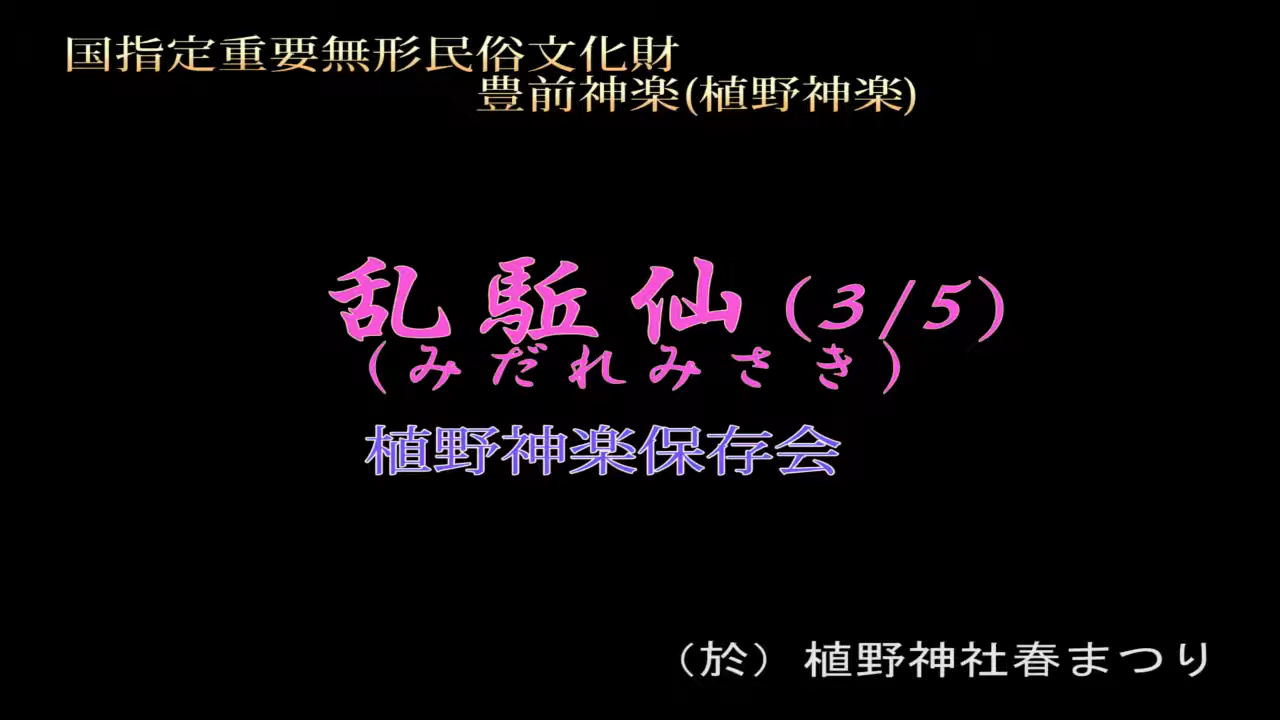 国指定重要無形民俗文化財
豊前神楽(植野神楽)
乱駈仙(3/5)
(みだれみさき)
植野神楽保存会
(於) 植野神社春まつり